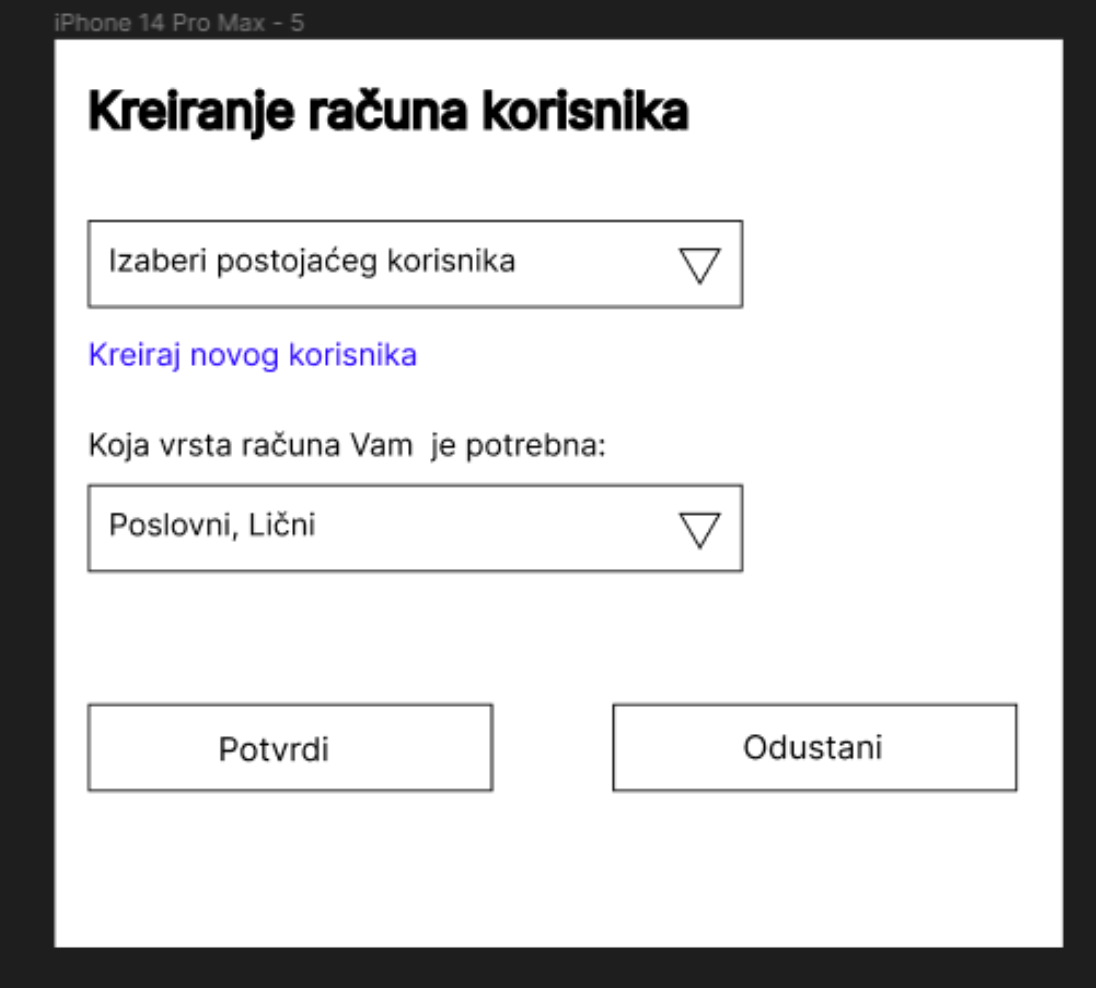 iPhone 14 Pro Max - 5
Kreiranje računa korisnika
Izaberi postojaćeg korisnika
Kreiraj novog korisnika
Koja vrsta računa Vam  je potrebna:
Poslovni, Lični
Potvrdi
Odustani